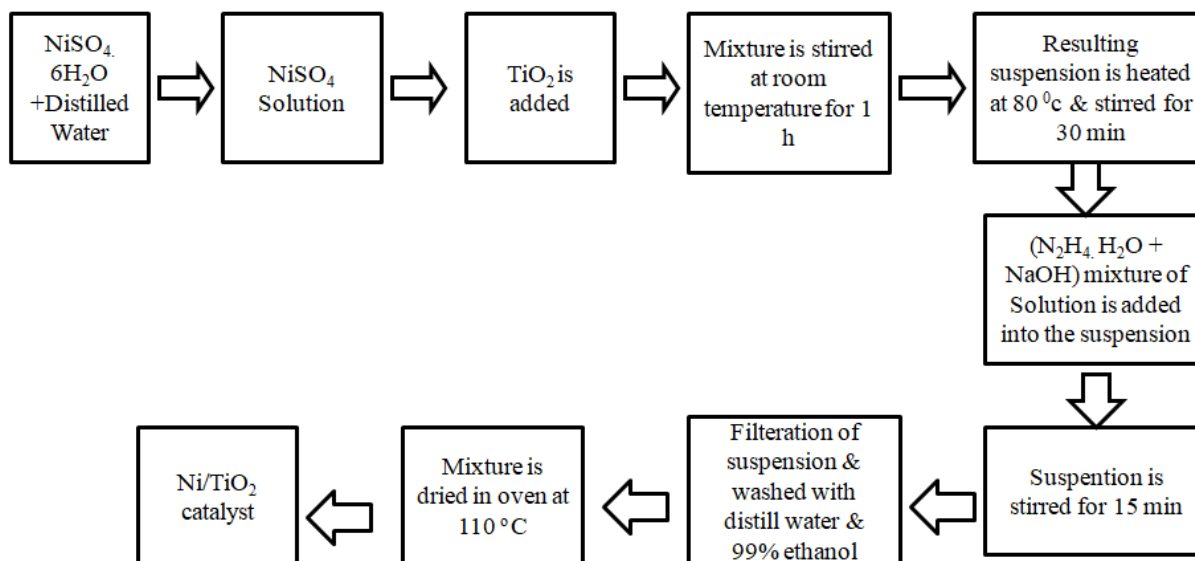 NiSO₄.
6H₂O
+Distilled
Water
NiSO₄
Solution
TiO₂ is
added
Mixture is stirred
at room
temperature for 1
h
Resulting
suspension is heated
at 80 ⁰c & stirred for
30 min
(N₂H₄. H₂O +
NaOH) mixture of
Solution is added
into the suspension
Suspention is
stirred for 15 min
Filteration of
suspension &
washed with
distill water &
99% ethanol
Mixture is
dried in oven at
110 °C
Ni/TiO₂
catalyst